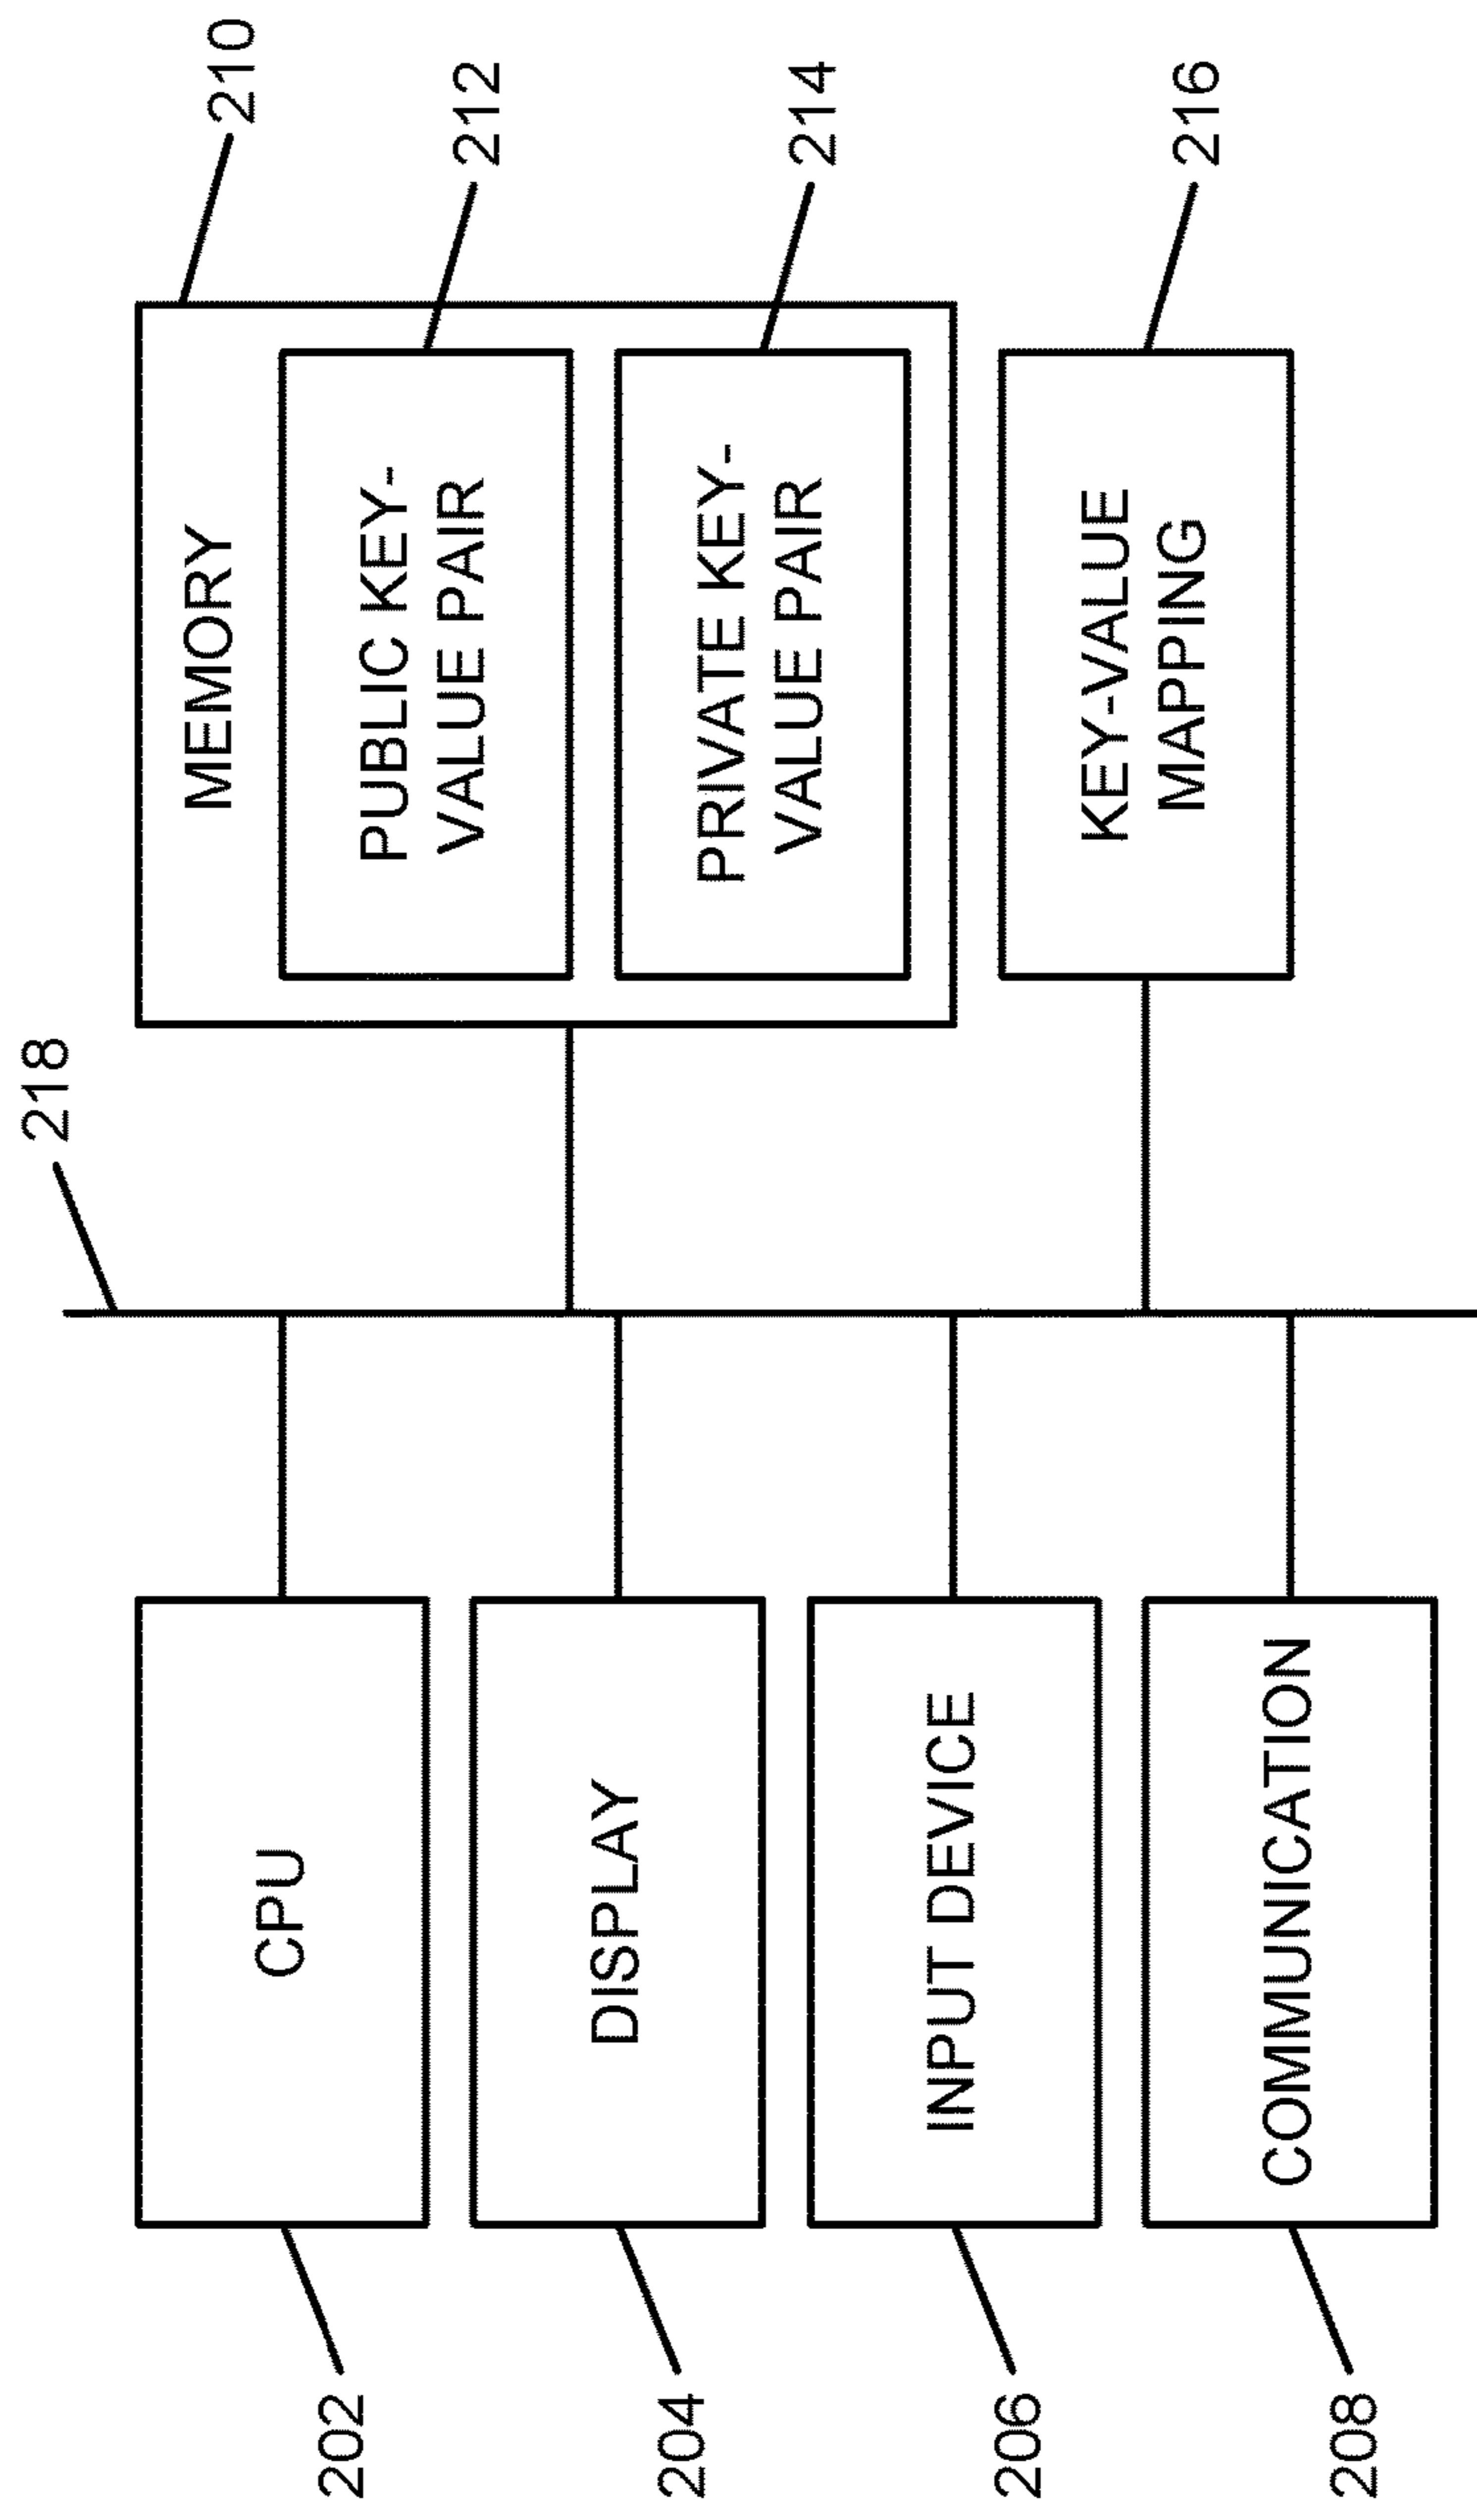 218
202
CPU
204
DISPLAY
206
INPUT DEVICE
208
COMMUNICATION
210
MEMORY
212
PUBLIC KEY-
VALUE PAIR
214
PRIVATE KEY-
VALUE PAIR
216
KEY-VALUE
MAPPING